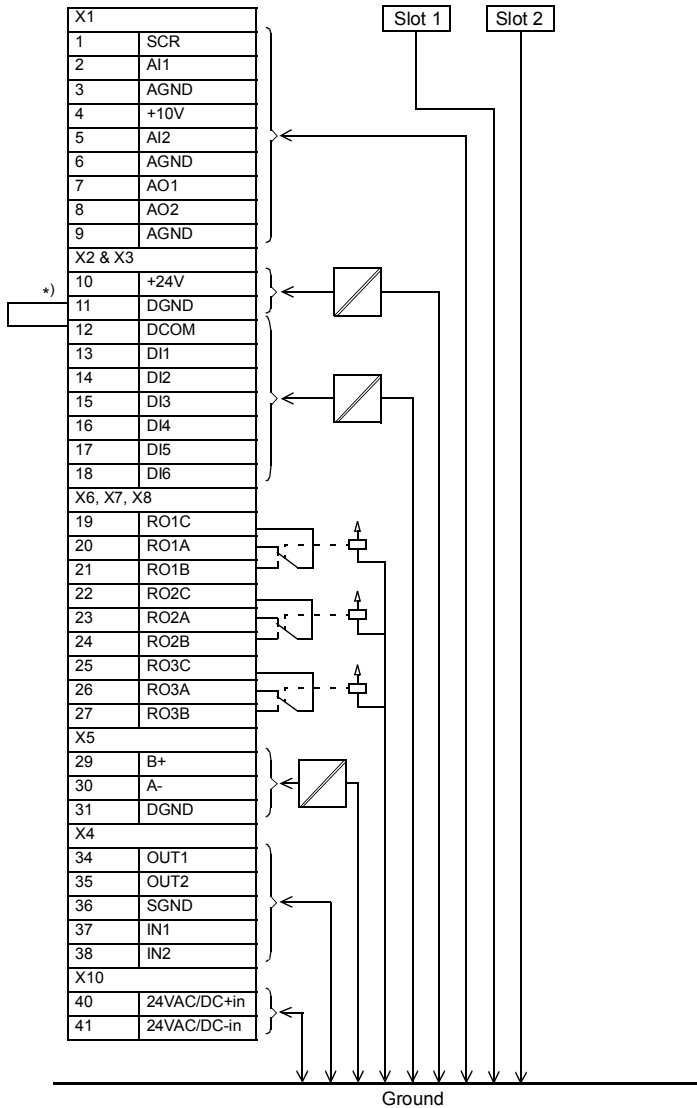 X1 Slot 1 Slot 2
1 SCR
2 AI1
3 AGND
4 +10V
5 AI2
6 AGND
7 AO1
8 AO2
9 AGND
X2 & X3
*) 10 +24V
11 DGND
12 DCOM
13 DI1
14 DI2
15 DI3
16 DI4
17 DI5
18 DI6
X6, X7, X8
19 RO1C
20 RO1A
21 RO1B
22 RO2C
23 RO2A
24 RO2B
25 RO3C
26 RO3A
27 RO3B
X5
29 B+
30 A-
31 DGND
X4
34 OUT1
35 OUT2
36 SGND
37 IN1
38 IN2
X10
40 24VAC/DC+in
41 24VAC/DC-in
Ground